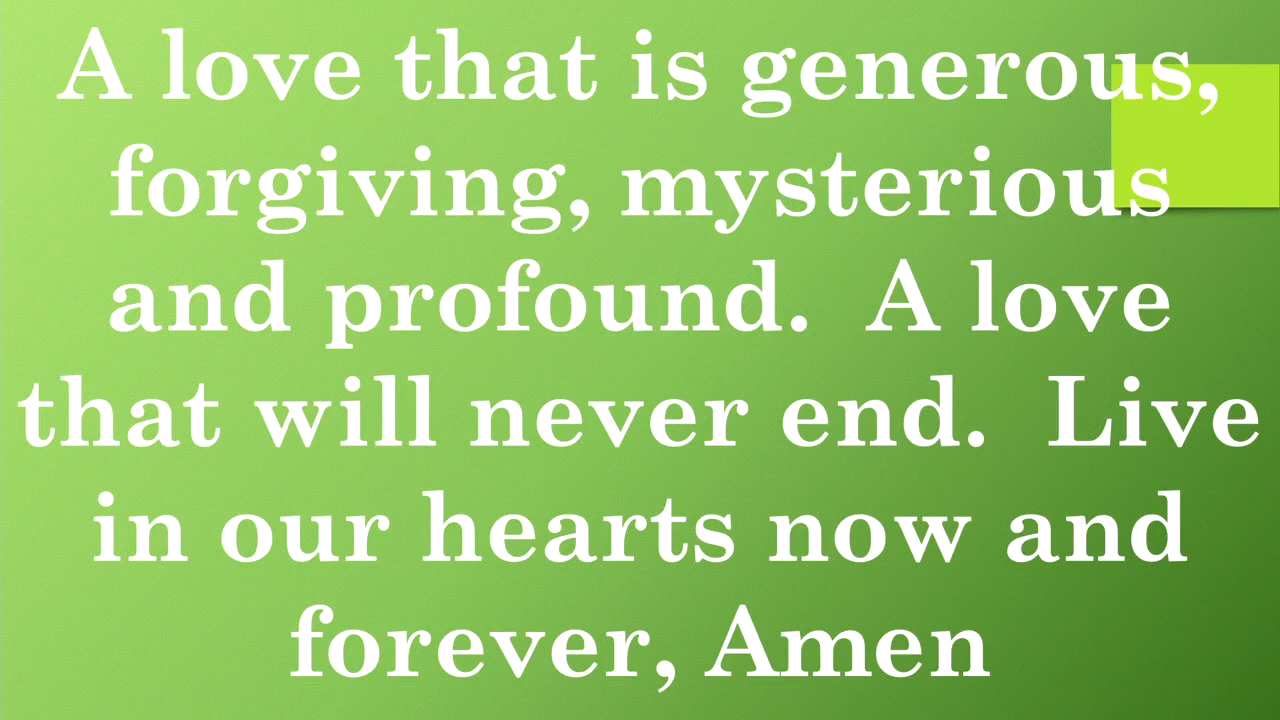 A love that is generous,
forgiving, mysterious
and profound.  A love
that will never end.  Live
in our hearts now and
forever, Amen